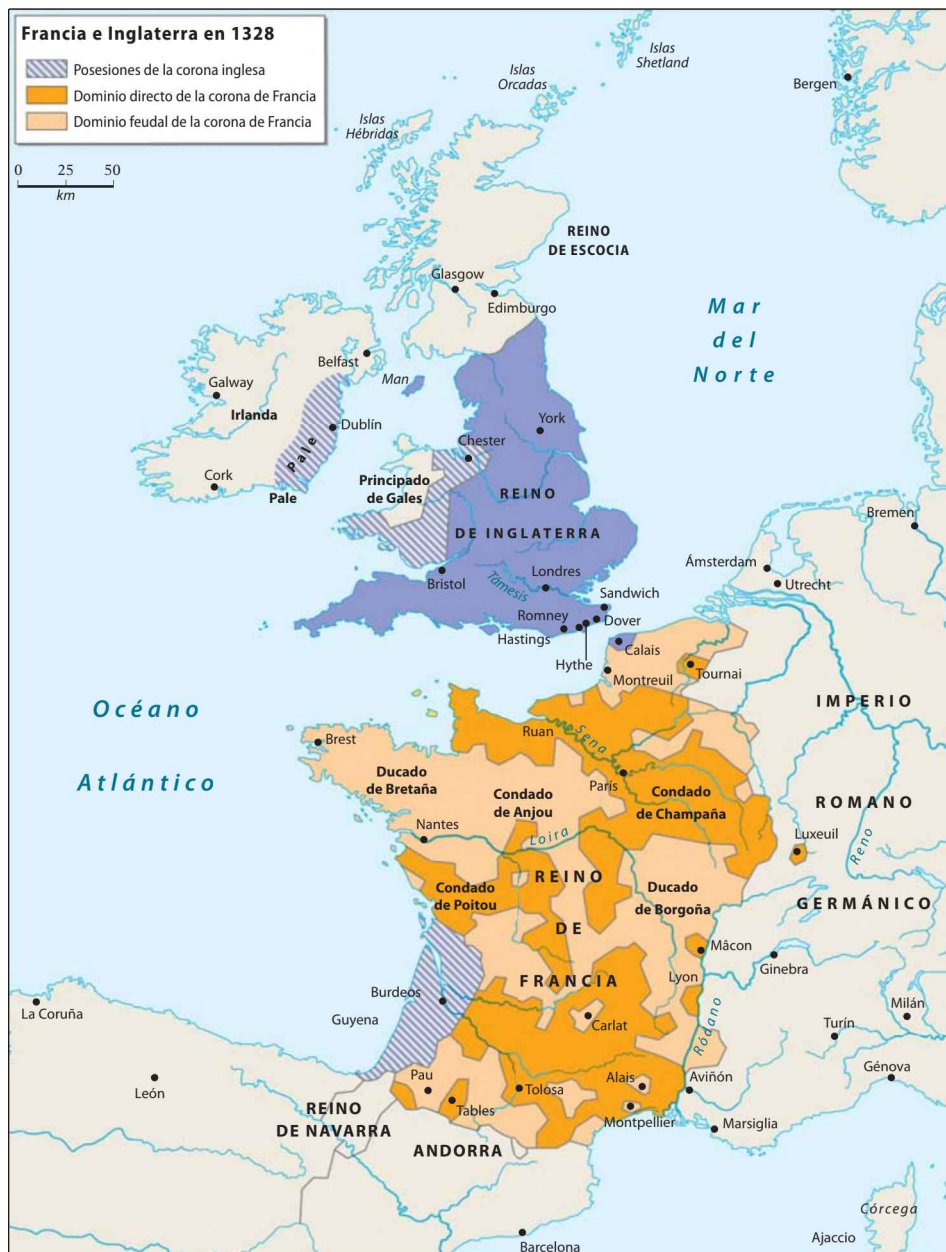 Francia e Inglaterra en 1328
Posesiones de la corona inglesa
Dominio directo de la corona de Francia
Dominio feudal de la corona de Francia
0 25 50
km
Islas
Shetland
Islas
Orcadas
Islas
Hébridas
Bergen
REINO
DE ESCOCIA
Glasgow
Edimburgo
Mar
del
Norte
Belfast
Man
Galway
Irlanda
Dublín
Pale
Cork
Pale
York
Chester
Principado
de Gales
REINO
DE INGLATERRA
Bristol
Támesis
Londres
Sandwich
Romney
Dover
Hastings
Hythe
Calais
Montreuil
Tournai
Bremen
Ámsterdam
Utrecht
IMPERIO
ROMANO
GERMÁNICO
Océano
Atlántico
Brest
Ruan
Sena
París
Ducado
de Bretaña
Condado
de Anjou
Condado
de Champaña
Nantes
Loira
Luxeuil
Reno
Condado
de Poitou
REINO
DE
FRANCIA
Ducado
de Borgoña
Mâcon
Lyon
Ginebra
Burdeos
Guyena
Carlat
Ródano
La Coruña
León
Milán
Turín
Génova
Pau
Tables
Tolosa
Alais
Aviñón
Montpellier
Marsiglia
REINO
DE NAVARRA
ANDORRA
Barcelona
Córcega
Ajaccio